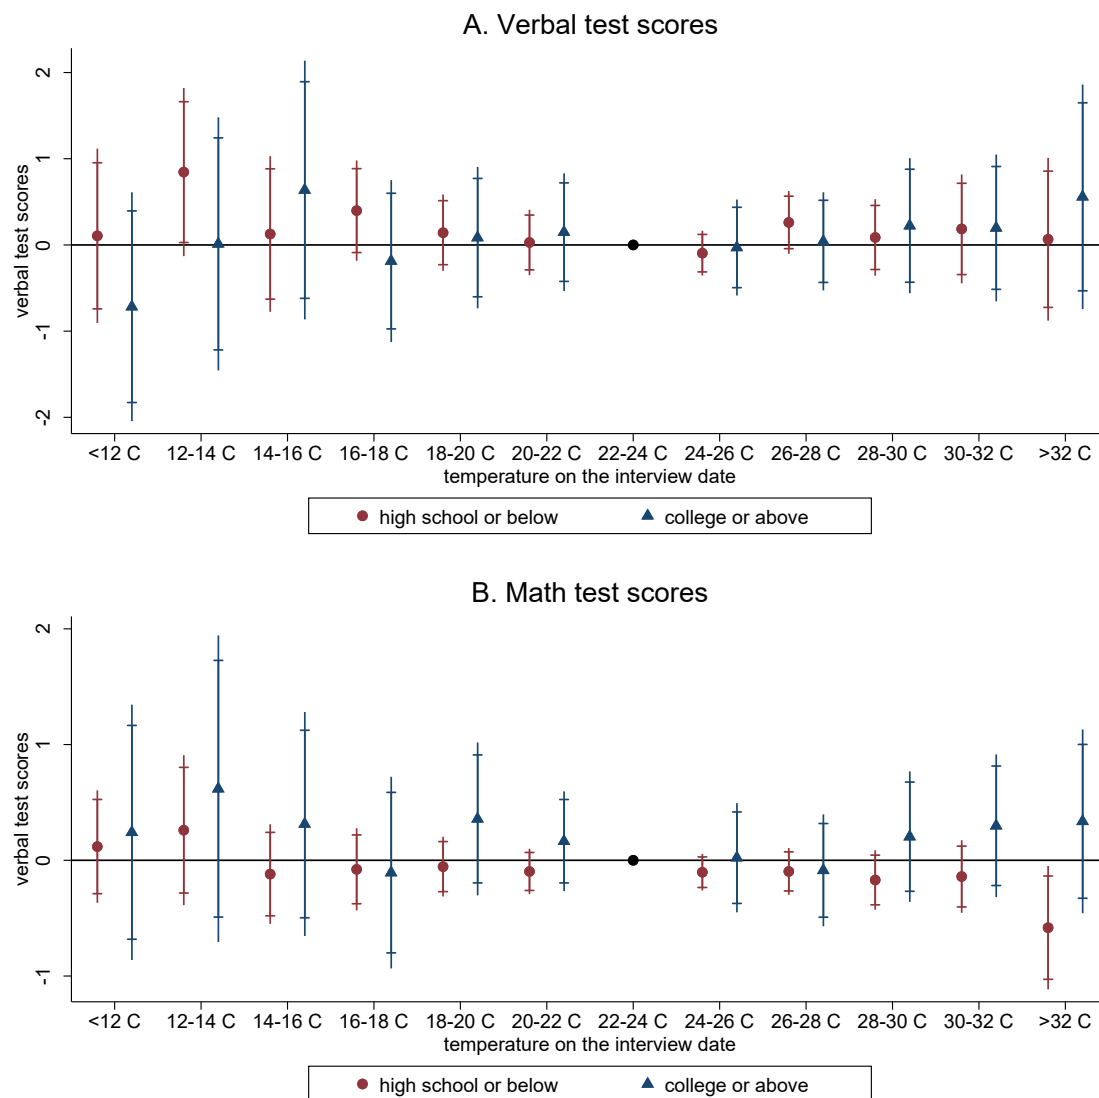 A. Verbal test scores
verbal test scores
2
1
0
-1
-2
<12 C 12-14 C 14-16 C 16-18 C 18-20 C 20-22 C 22-24 C 24-26 C 26-28 C 28-30 C 30-32 C >32 C
temperature on the interview date
high school or below college or above
B. Math test scores
verbal test scores
2
1
0
-1
<12 C 12-14 C 14-16 C 16-18 C 18-20 C 20-22 C 22-24 C 24-26 C 26-28 C 28-30 C 30-32 C >32 C
temperature on the interview date
high school or below college or above